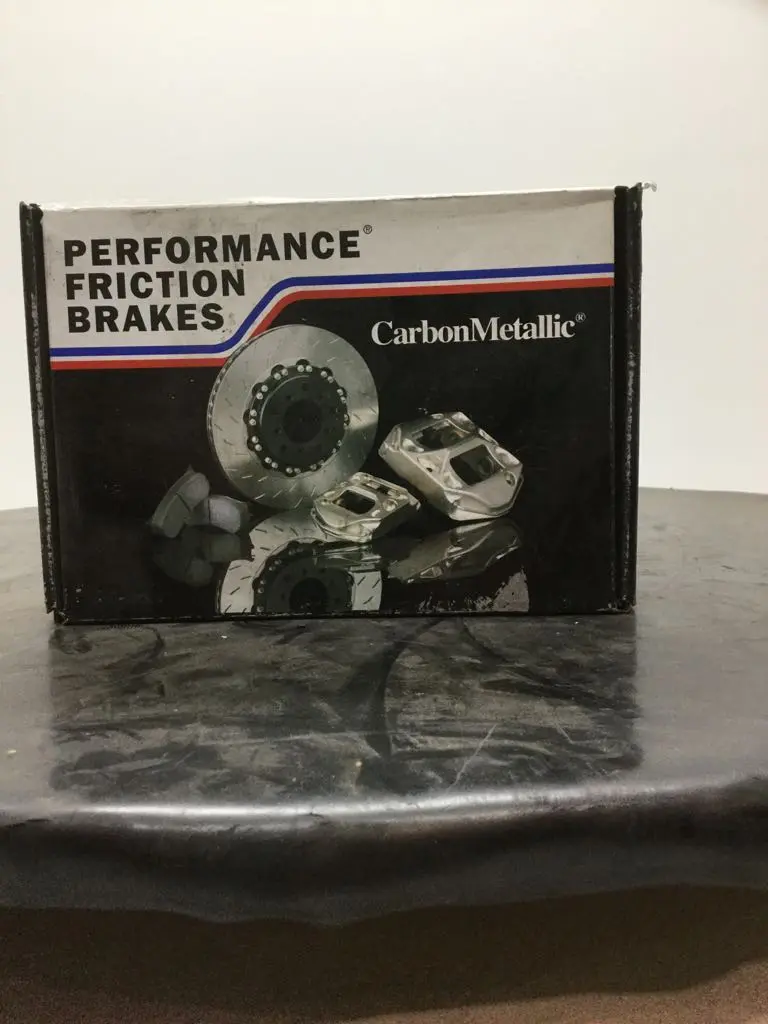 PERFORMANCE®
FRICTION
BRAKES
CarbonMetallic®